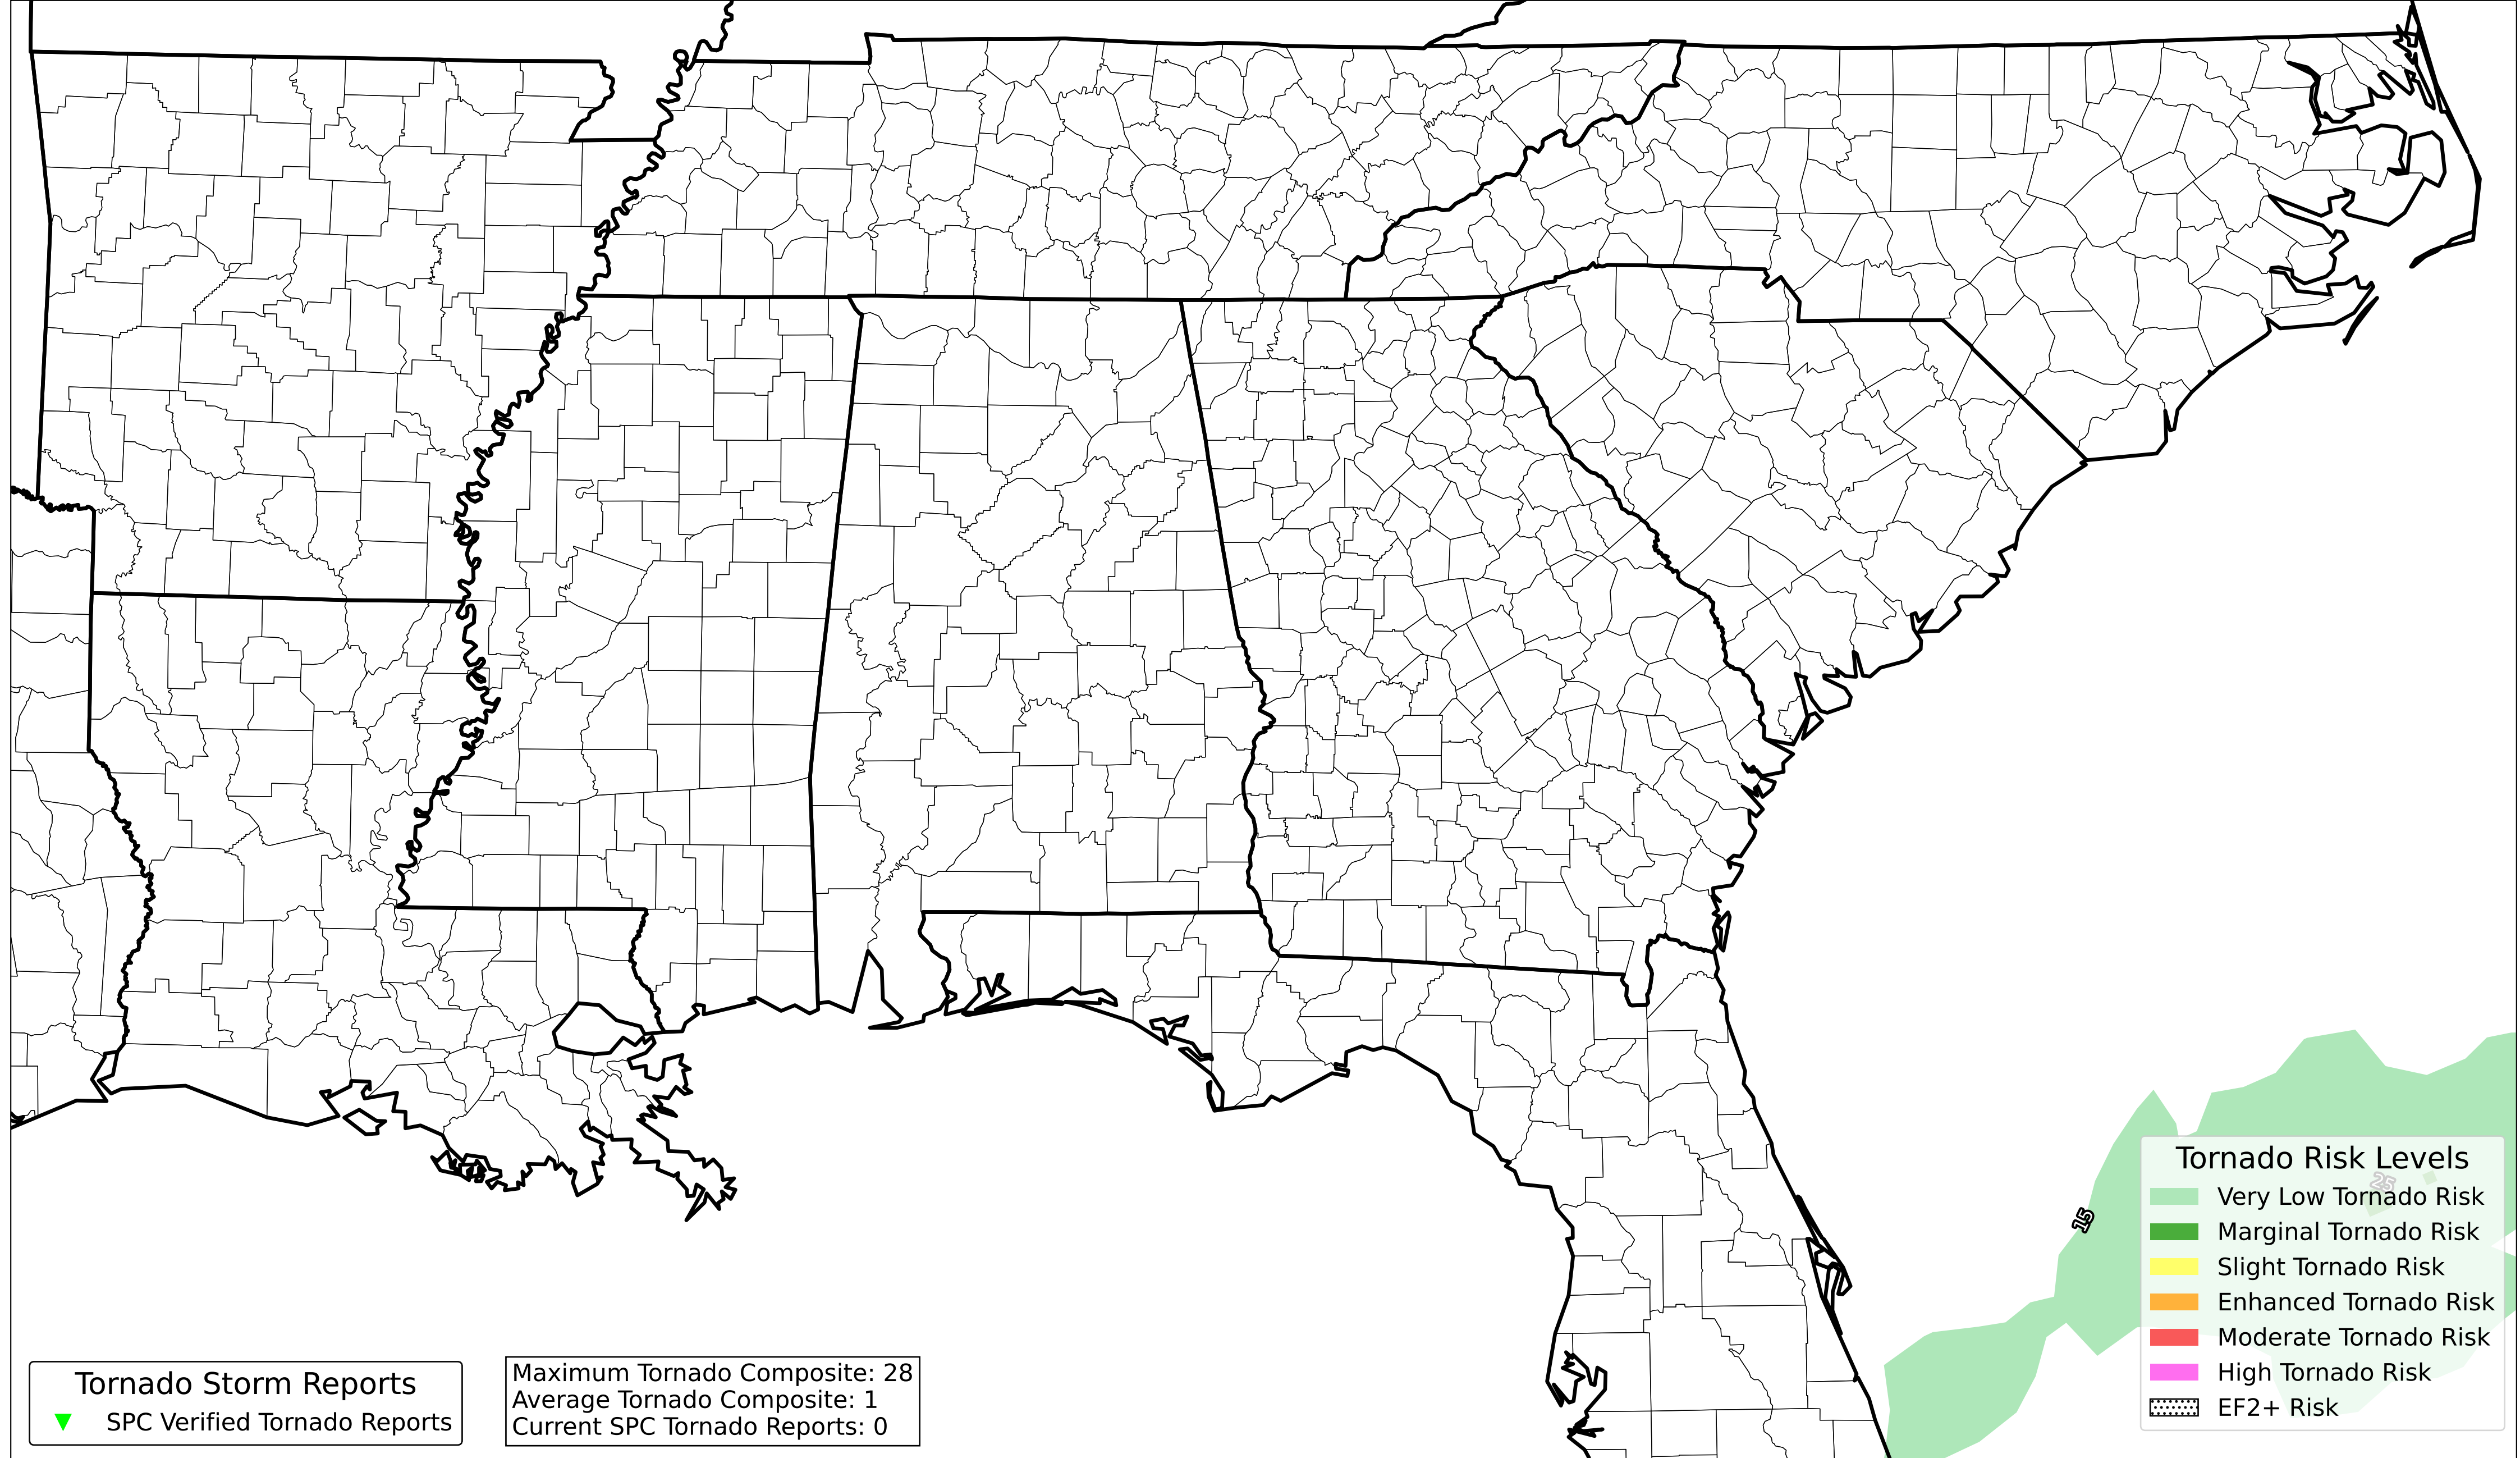 15
25
Tornado Risk Levels
Very Low Tornado Risk
Marginal Tornado Risk
Slight Tornado Risk
Enhanced Tornado Risk
Moderate Tornado Risk
High Tornado Risk
EF2+ Risk
Tornado Storm Reports
SPC Verified Tornado Reports
Maximum Tornado Composite: 28
Average Tornado Composite: 1
Current SPC Tornado Reports: 0